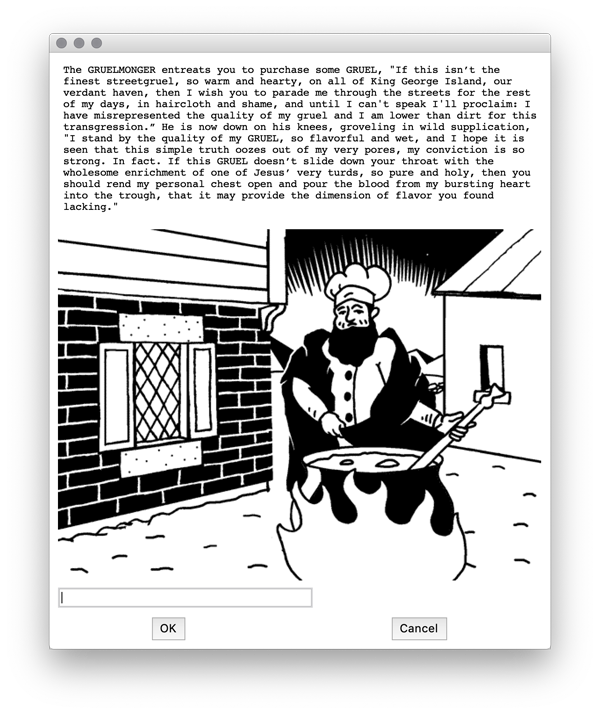 The GRUELMONGER entreats you to purchase some GRUEL, "If this isn’t the
finest streetgruel, so warm and hearty, on all of King George Island, our
verdant haven, then I wish you to parade me through the streets for the rest
of my days, in haircloth and shame, and until I can't speak I'll proclaim: I
have misrepresented the quality of my gruel and I am lower than dirt for this
transgression.” He is now down on his knees, groveling in wild supplication,
"I stand by the quality of my GRUEL, so flavorful and wet, and I hope it is
seen that this simple truth oozes out of my very pores, my conviction is so
strong. In fact. If this GRUEL doesn’t slide down your throat with the
wholesome enrichment of one of Jesus’ very turds, so pure and holy, then you
should rend my personal chest open and pour the blood from my bursting heart
into the trough, that it may provide the dimension of flavor you found
lacking."
OK
Cancel